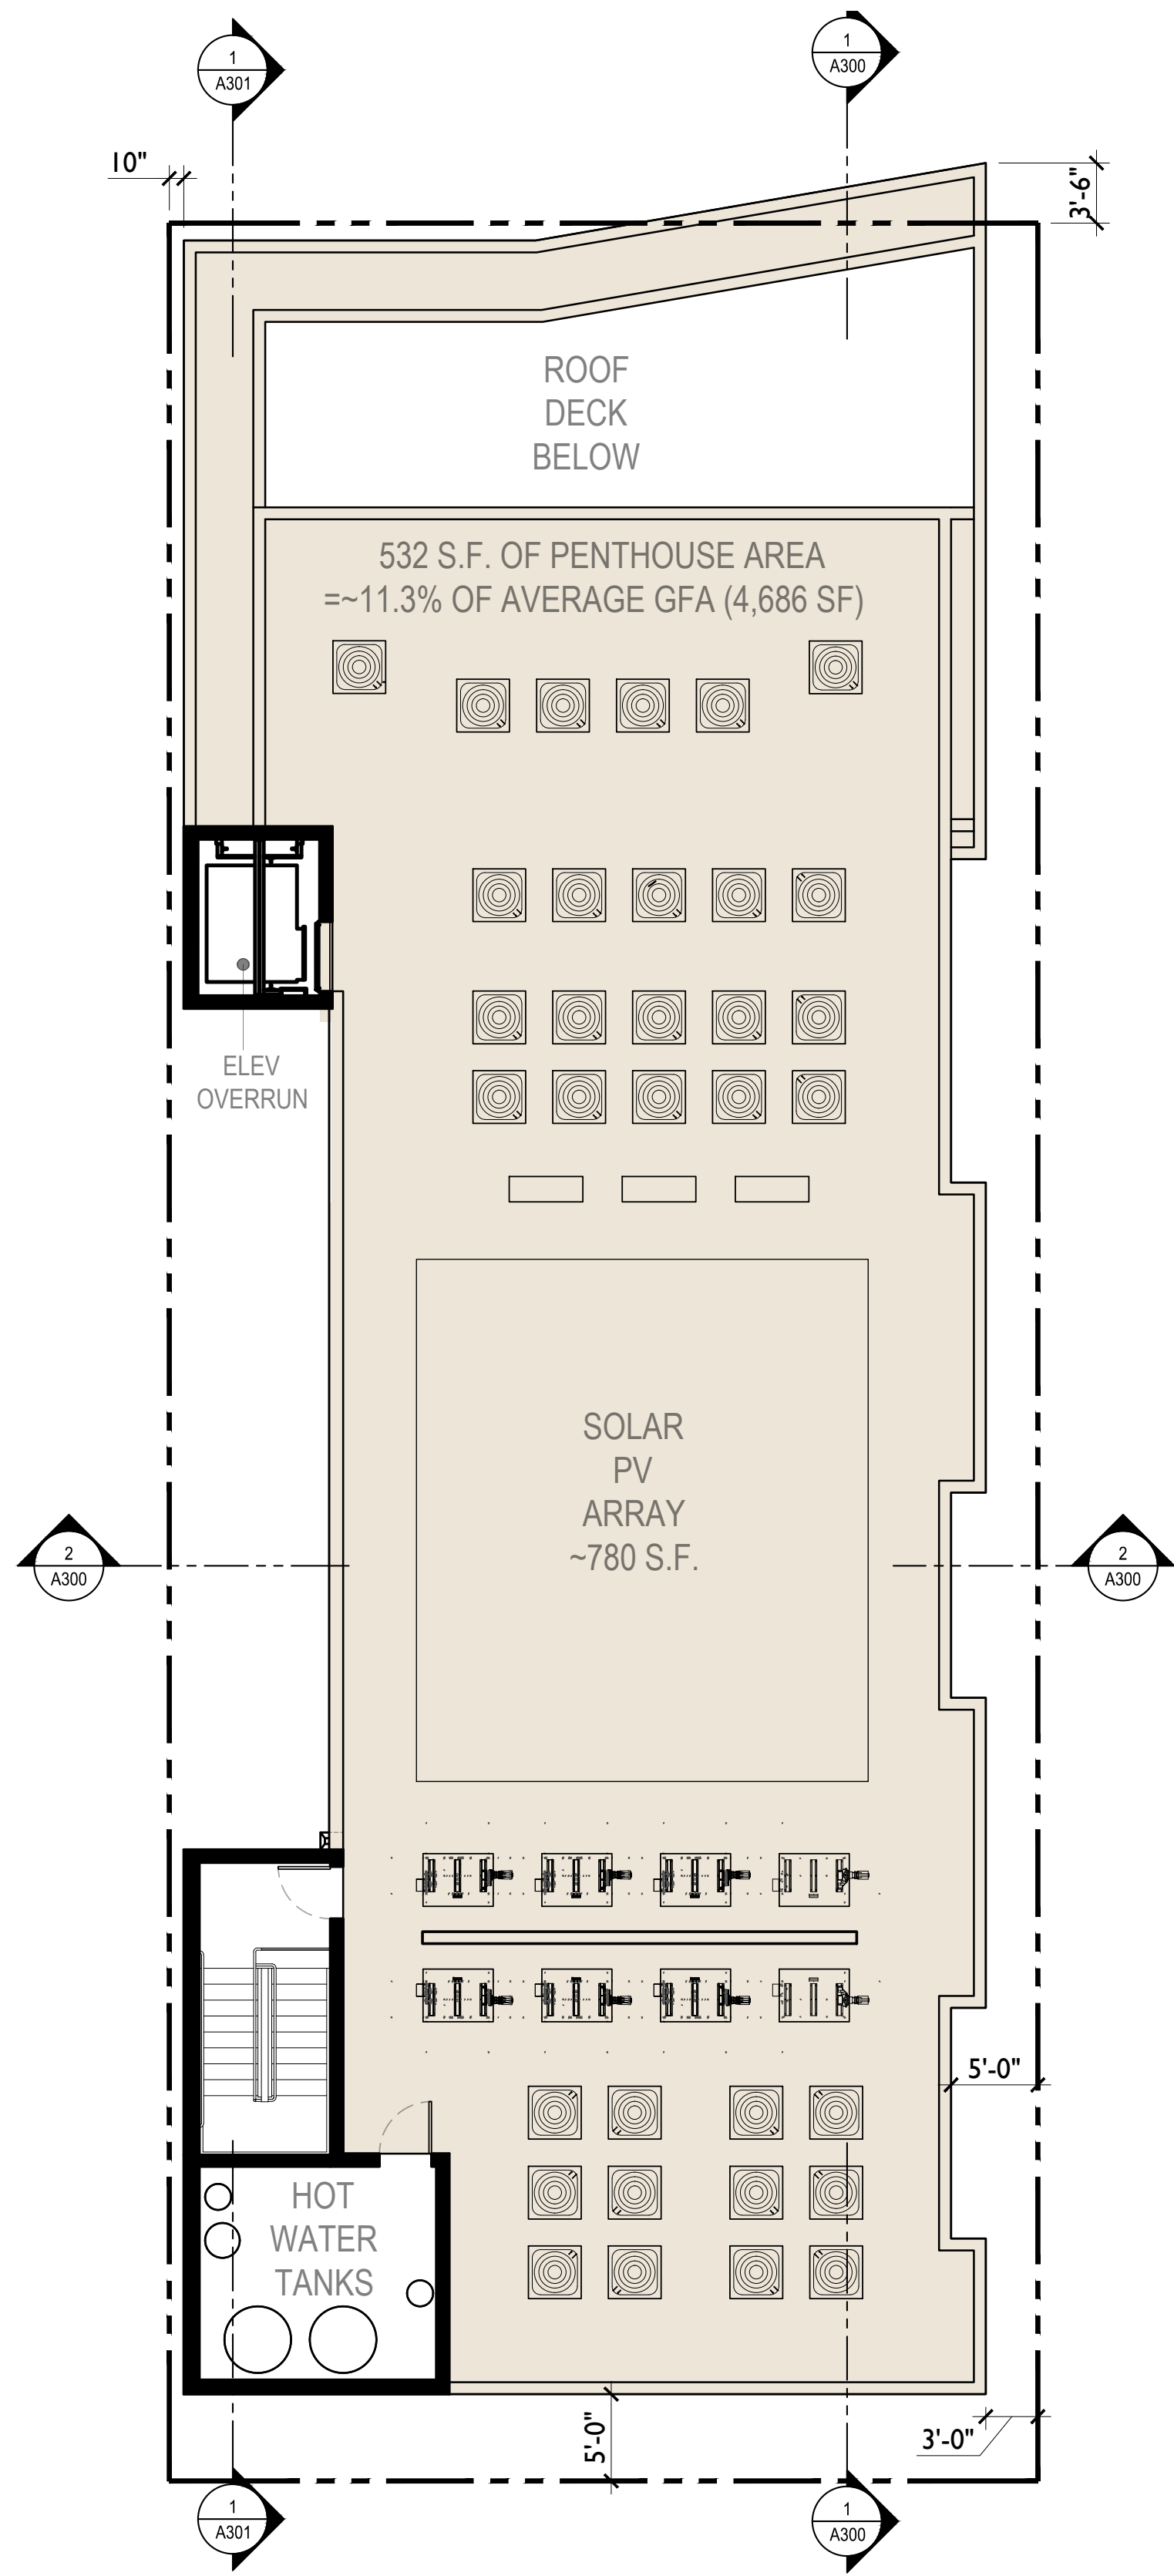 1
A301
1
A300
10"
3'-6"
ROOF
DECK
BELOW
532 S.F. OF PENTHOUSE AREA
=~11.3% OF AVERAGE GFA (4,686 SF)
ELEV
OVERRUN
SOLAR
PV
ARRAY
~780 S.F.
2
A300
2
A300
5'-0"
HOT
WATER
TANKS
5'-0"
3'-0"
1
A301
1
A300